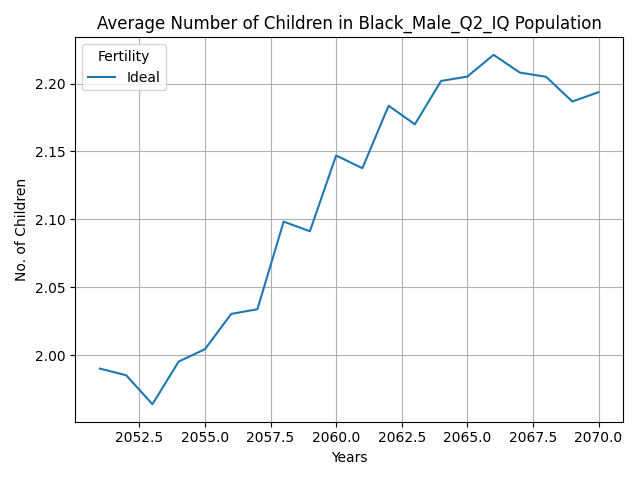 Average Number of Children in Black_Male_Q2_IQ Population
Fertility
Ideal
No. of Children
2.20
2.15
2.10
2.05
2.00
2052.5 2055.0 2057.5 2060.0 2062.5 2065.0 2067.5 2070.0
Years